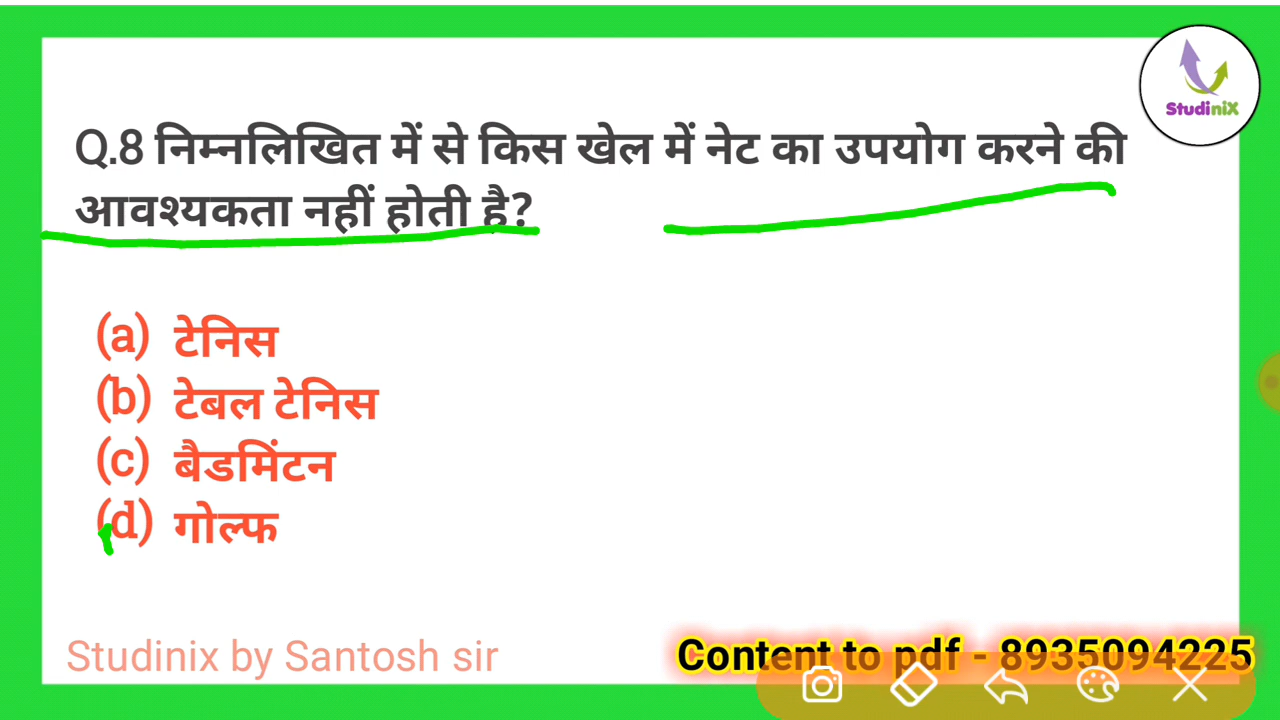 StudiniX
Q.8 निम्नलिखित में से किस खेल में नेट का उपयोग करने की
आवश्यकता नहीं होती है?
(a) टेनिस
(b) टेबल टेनिस
(c) बैडमिंटन
(d) गोल्फ
Studinix by Santosh sir
Content to pdf - 8935094225